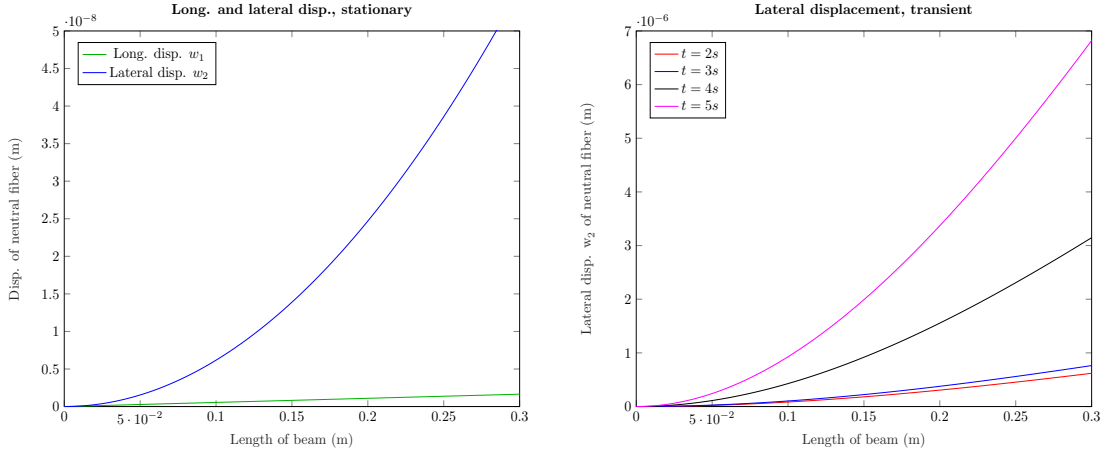 Long. and lateral disp., stationary
·10⁻⁸
5
4.5
4
3.5
3
2.5
2
1.5
1
0.5
0
Disp. of neutral fiber (m)
Long. disp. w₁
Lateral disp. w₂
0
5 · 10⁻²
0.1
0.15
0.2
0.25
0.3
Length of beam (m)
Lateral displacement, transient
·10⁻⁶
7
6
5
4
3
2
1
0
Lateral disp. w₂ of neutral fiber (m)
t = 2s
t = 3s
t = 4s
t = 5s
0
5 · 10⁻²
0.1
0.15
0.2
0.25
0.3
Length of beam (m)